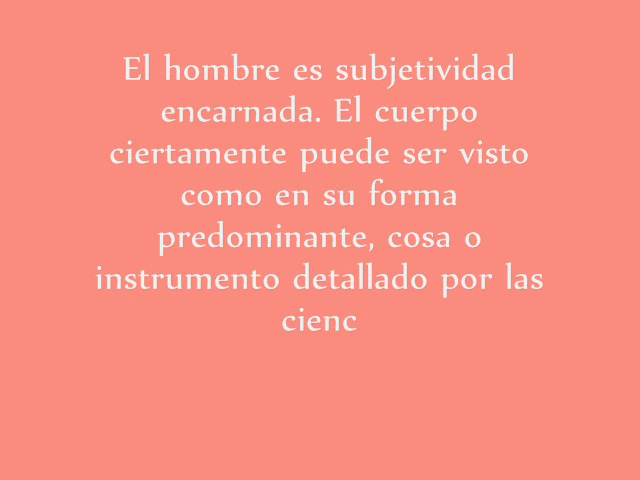 El hombre es subjetividad
encarnada. El cuerpo
ciertamente puede ser visto
como en su forma
predominante, cosa o
instrumento detallado por las
cienc